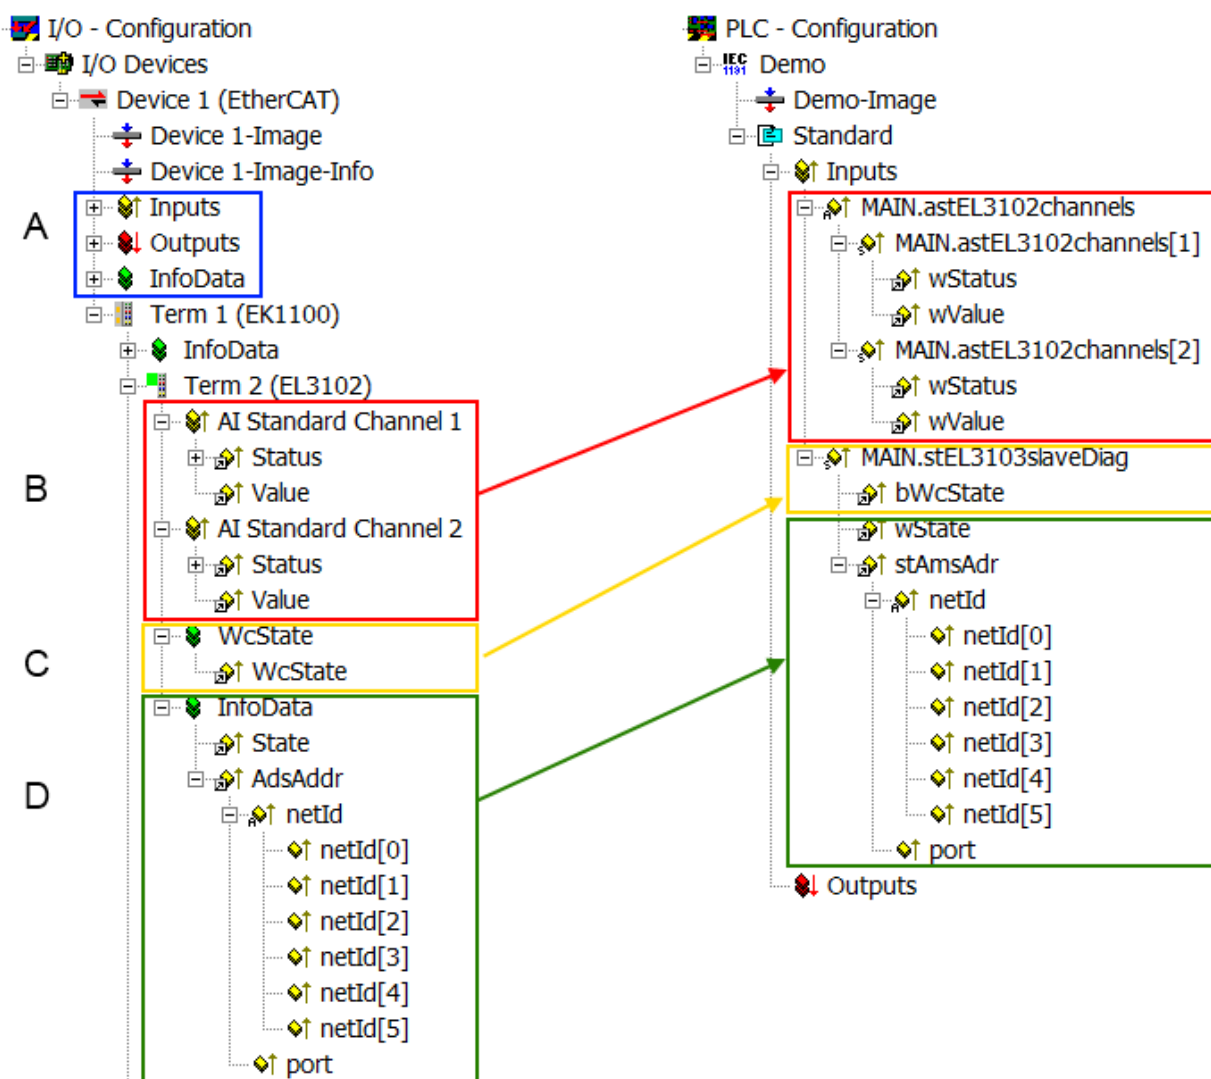 I/O - Configuration
I/O Devices
Device 1 (EtherCAT)
Device 1-Image
Device 1-Image-Info
A
Inputs
Outputs
InfoData
Term 1 (EK1100)
InfoData
Term 2 (EL3102)
B
AI Standard Channel 1
Status
Value
AI Standard Channel 2
Status
Value
C
WcState
WcState
D
InfoData
State
AdsAddr
netId
netId[0]
netId[1]
netId[2]
netId[3]
netId[4]
netId[5]
port
PLC - Configuration
IEC
1131
Demo
Demo-Image
Standard
Inputs
MAIN.astEL3102channels
MAIN.astEL3102channels[1]
wStatus
wValue
MAIN.astEL3102channels[2]
wStatus
wValue
MAIN.stEL3103slaveDiag
bWcState
wState
stAmsAdr
netId
netId[0]
netId[1]
netId[2]
netId[3]
netId[4]
netId[5]
port
Outputs